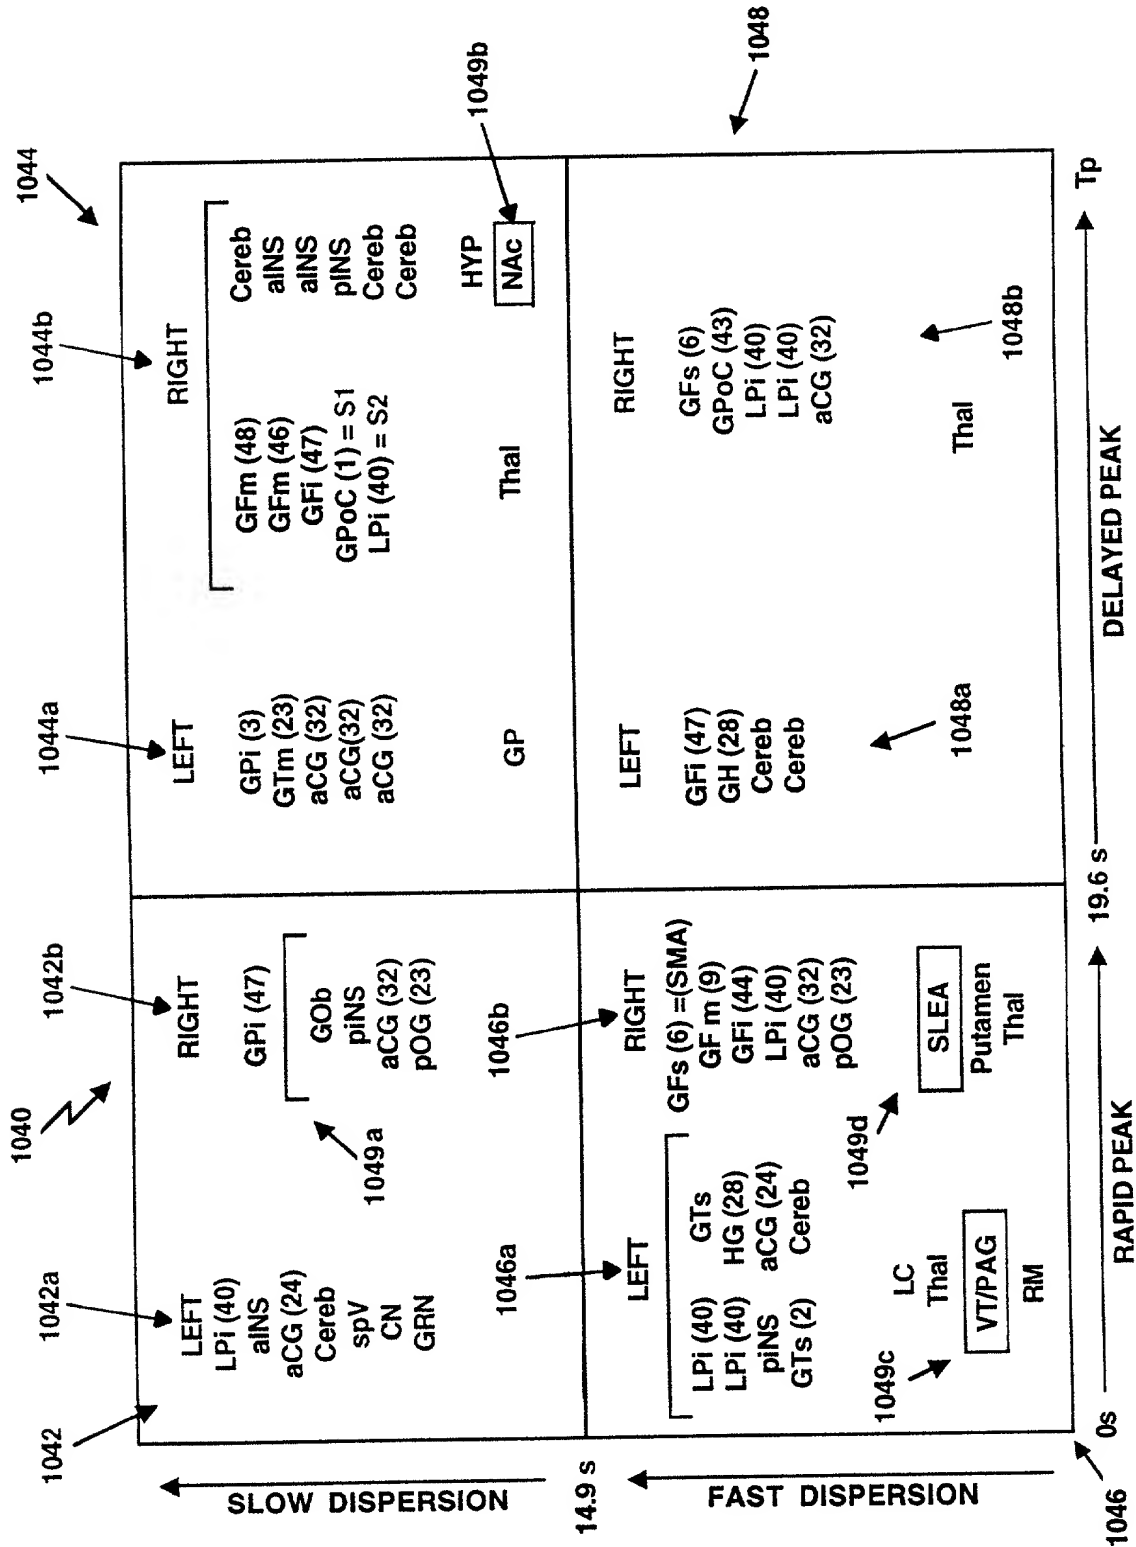 1040
1042
1042a
1042b
1044
1044a
1044b
1049b
1048
LEFT
LPi (40)
aINS
aCG (24)
Cereb
spV
CN
GRN
RIGHT
GPi (47)
GOb
piNS
aCG (32)
pOG (23)
1049a
LEFT
GPi (3)
GTm (23)
aCG (32)
aCG(32)
aCG (32)
GP
RIGHT
GFm (48)
GFm (46)
GFi (47)
GPoC (1) = S1
LPi (40) = S2
Thal
Cereb
aINS
aINS
pINS
Cereb
Cereb
HYP
NAc
SLOW DISPERSION
14.9 s
FAST DISPERSION
1046a
1046b
LEFT
LPi (40)
LPi (40)
piNS
GTs (2)
GTs
HG (28)
aCG (24)
Cereb
LC
Thal
VT/PAG
RM
1049c
1049d
RIGHT
GFs (6) =(SMA)
GF m (9)
GFi (44)
LPi (40)
aCG (32)
pOG (23)
SLEA
Putamen
Thal
LEFT
GFi (47)
GH (28)
Cereb
Cereb
1048a
RIGHT
GFs (6)
GPoC (43)
LPi (40)
LPi (40)
aCG (32)
Thal
1048b
1046
0s
RAPID PEAK
19.6 s
DELAYED PEAK
Tp